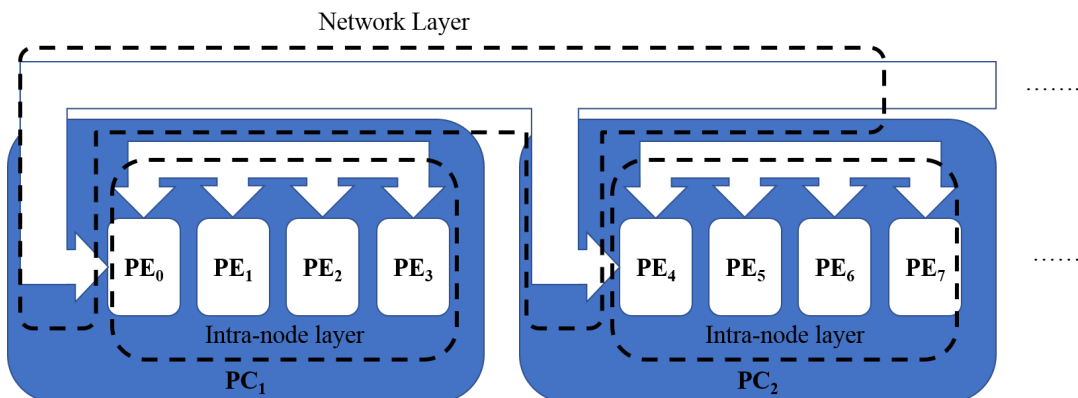 Network Layer
.......
PE₀ PE₁ PE₂ PE₃ PE₄ PE₅ PE₆ PE₇ ......
Intra-node layer Intra-node layer
PC₁ PC₂